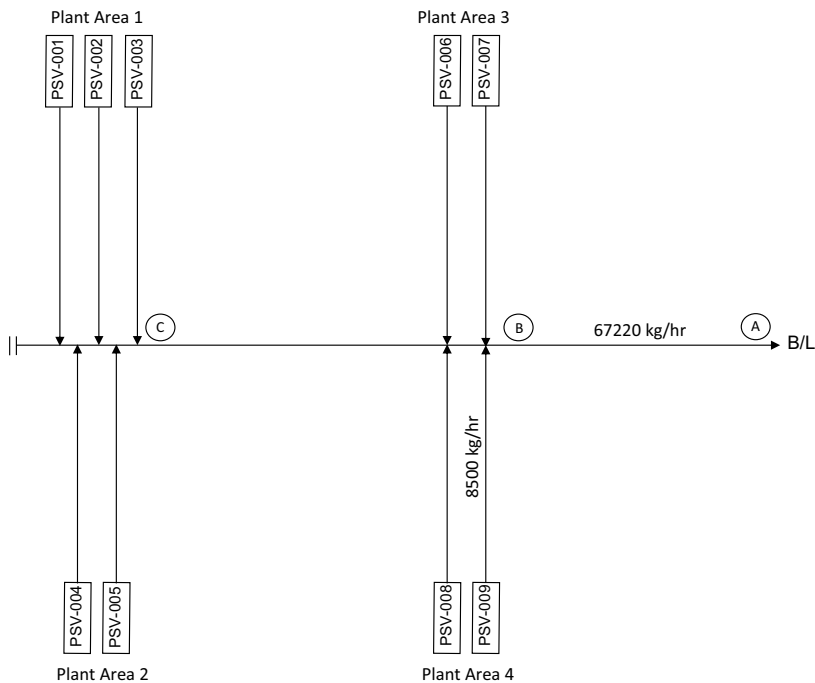 Plant Area 1
Plant Area 3
PSV-001
PSV-002
PSV-003
PSV-006
PSV-007
C
B
67220 kg/hr
A
B/L
8500 kg/hr
PSV-004
PSV-005
PSV-008
PSV-009
Plant Area 2
Plant Area 4